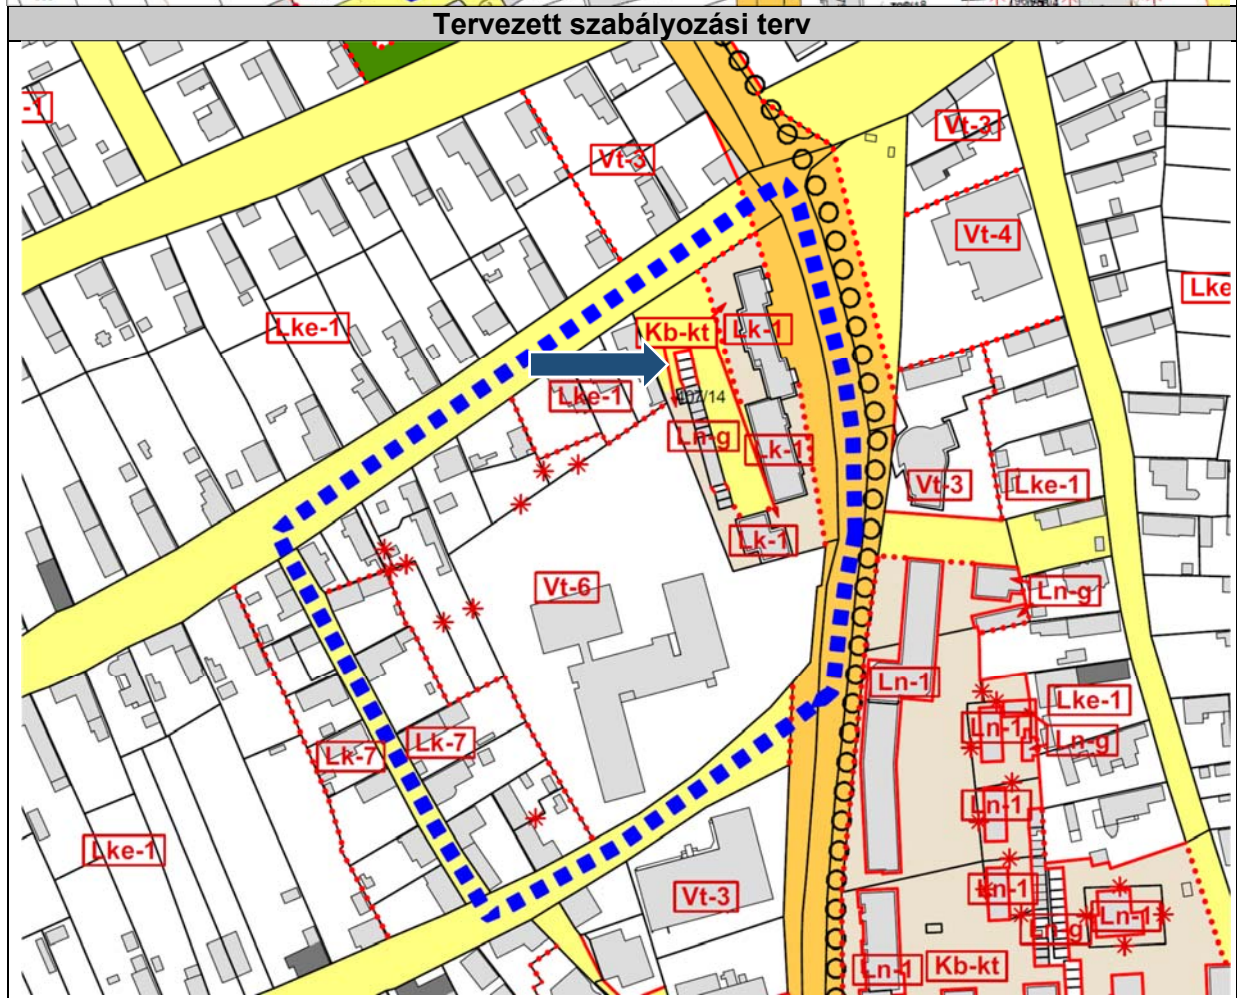 Tervezett szabályozási terv
-1
Vt-3
Vt-3
Vt-4
Lke
Lke-1
Kb-kt
Lk-1
Lke-1
407/14
Ln-g
Lk-1
Vt-3
Lke-1
Lk-1
Vt-6
Ln-g
Ln-1
Lke-1
Ln-1
Ln-g
Lk-7
Lk-7
Ln-1
Lke-1
Vt-3
Ln-1
Ln-1
Ln-g
Ln-1
Kb-kt